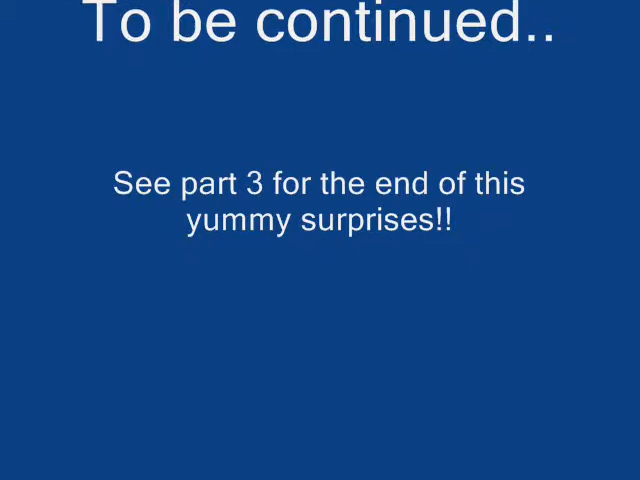 To be continued..
See part 3 for the end of this
yummy surprises!!